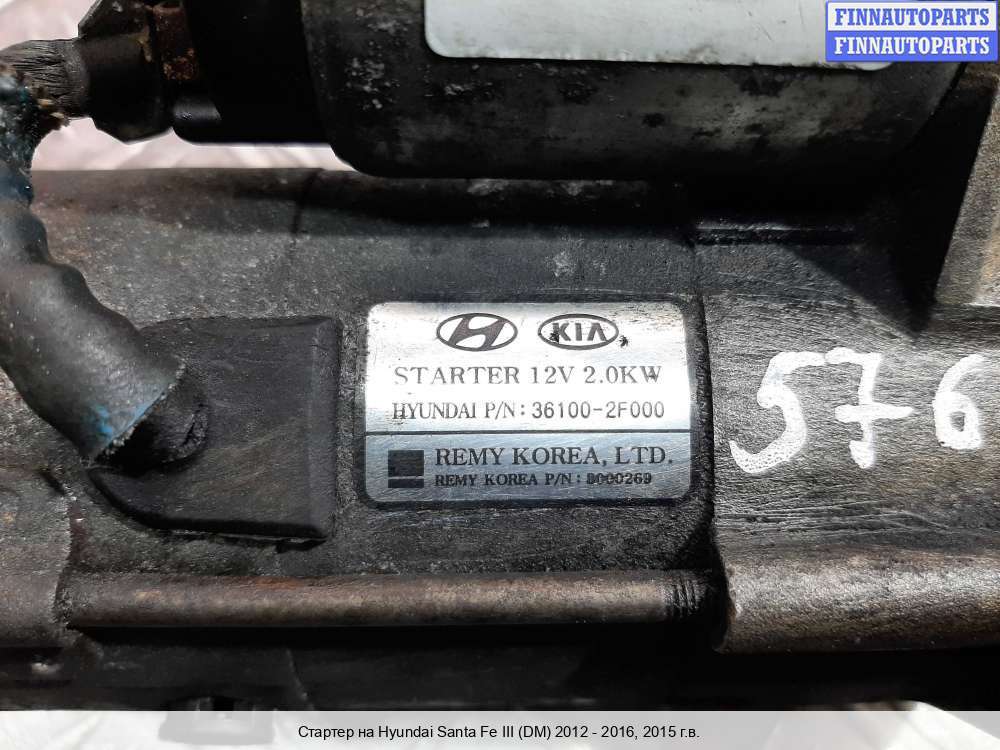 FINNAUTOPARTS
FINNAUTOPARTS
KIA
STARTER 12V 2.0KW
HYUNDAI P/N: 36100-2F000
REMY KOREA, LTD.
REMY KOREA P/N: 8000269
576
Стартер на Hyundai Santa Fe III (DM) 2012 - 2016, 2015 г.в.